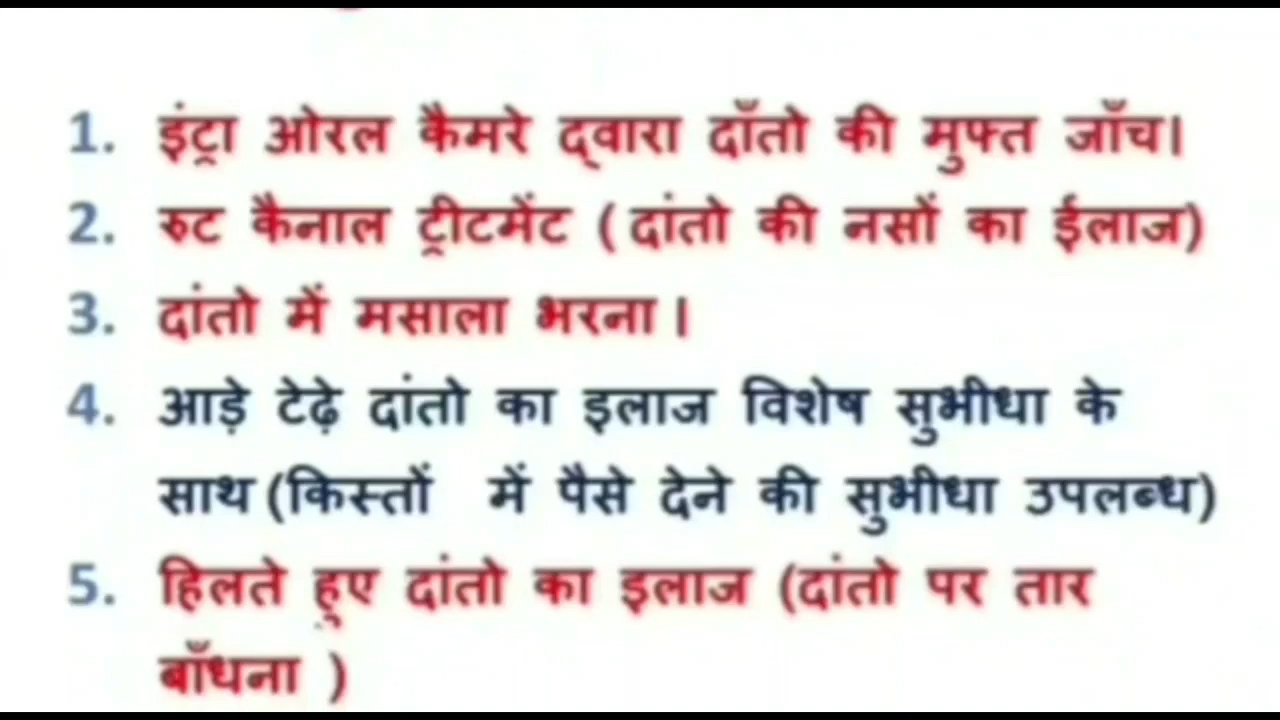 1. इंट्रा ओरल कैमरे द्वारा दाँतो की मुफ्त जाँच।
2. रुट कैनाल ट्रीटमेंट ( दांतो की नसों का ईलाज)
3. दांतो में मसाला भरना ।
4. आड़े टेढ़े दांतो का इलाज विशेष सुभीधा के
साथ (किस्तों में पैसे देने की सुभीधा उपलब्ध)
5. हिलते हुए दांतो का इलाज (दांतो पर तार
बाँधना )